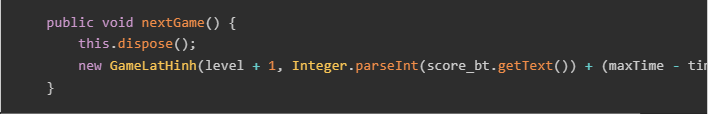 public void nextGame() {
this.dispose();
new GameLatHinh(level + 1, Integer.parseInt(score_bt.getText()) + (maxTime -
}